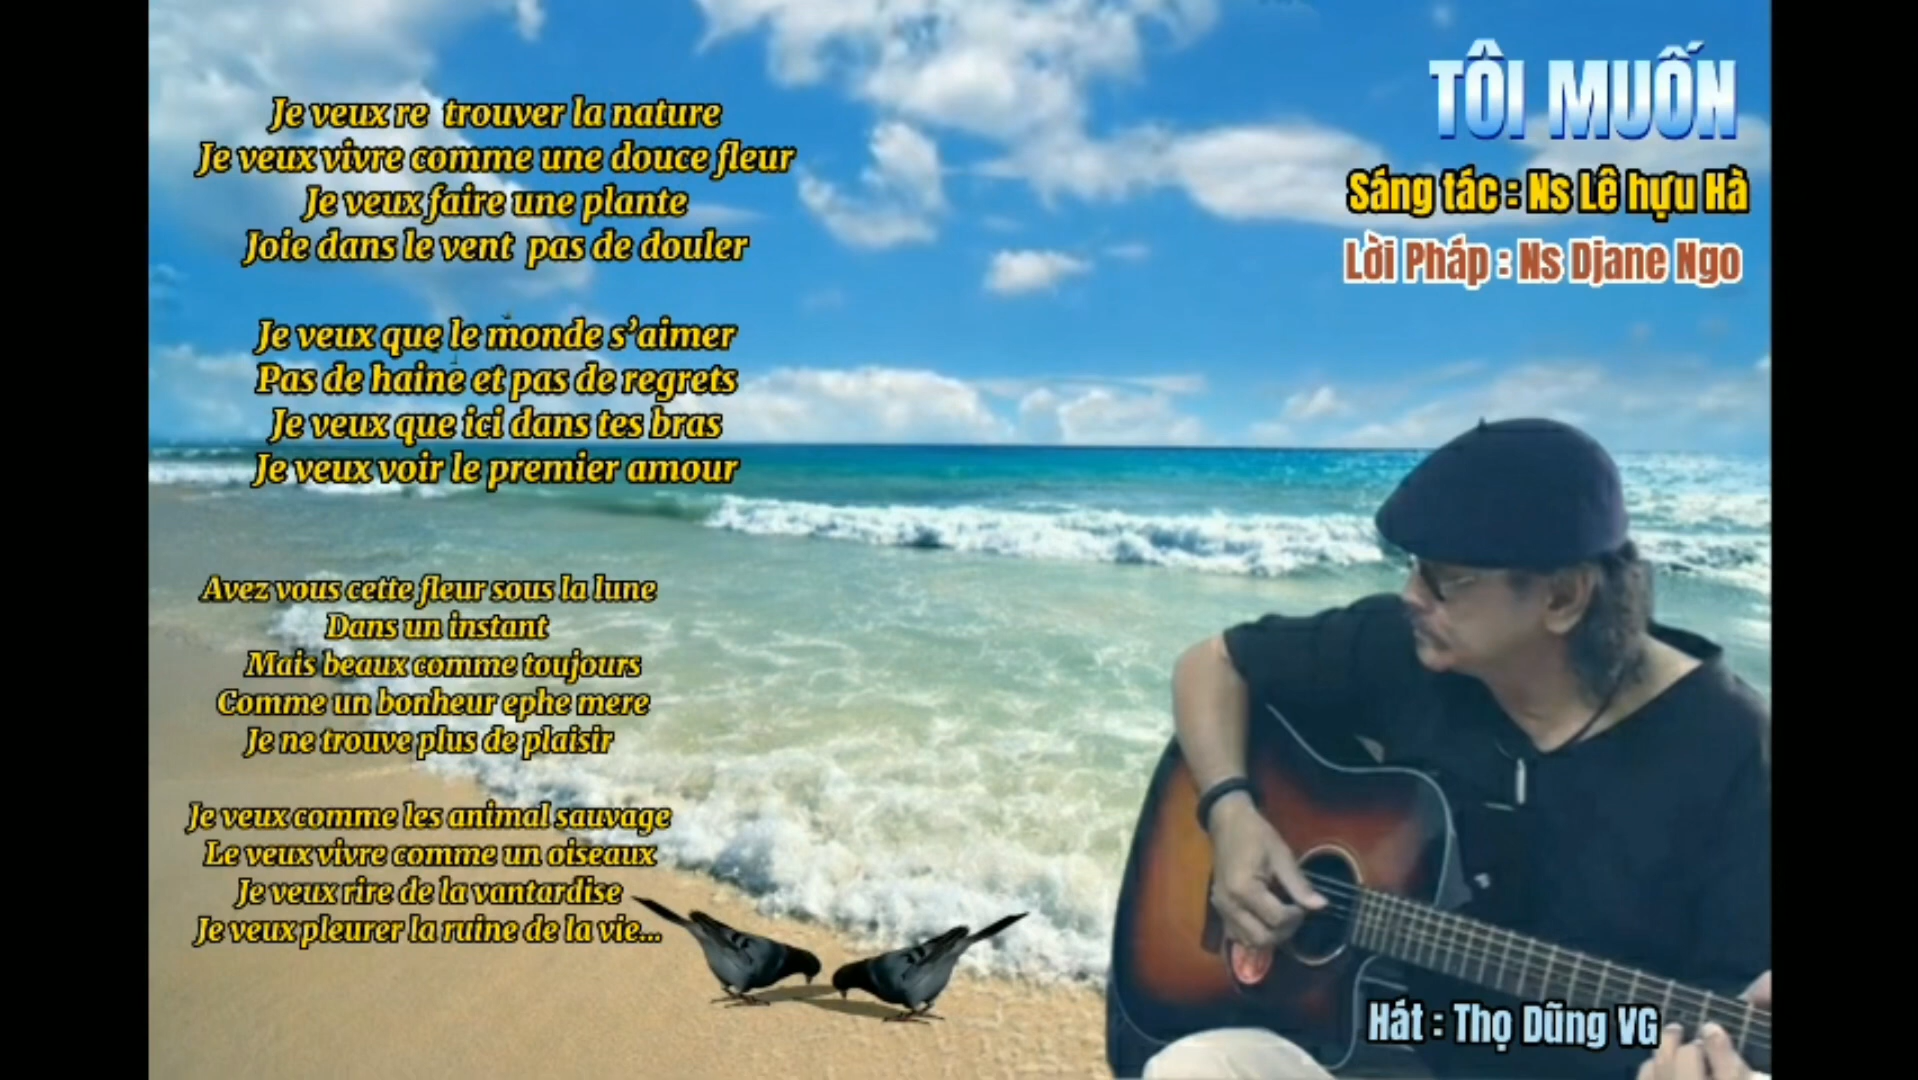 Je veux re trouver la nature
Je veux vivre comme une douce fleur
Je veux faire une plante
Joie dans le vent pas de douler
Je veux que le monde s’aimer
Pas de haine et pas de regrets
Je veux que ici dans tes bras
Je veux voir le premier amour
Avez vous cette fleur sous la lune
Dans un instant
Mais beaux comme toujours
Comme un bonheur ephe mere
Je ne trouve plus de plaisir
Je veux comme les animal sauvage
Le veux vivre comme un oiseaux
Je veux rire de la vantardise
Je veux pleurer la ruine de la vie...
TÔI MUỐN
Sáng tác : Ns Lê hựu Hà
Lời Pháp : Ns Djane Ngo
Hát : Thọ Dũng VG